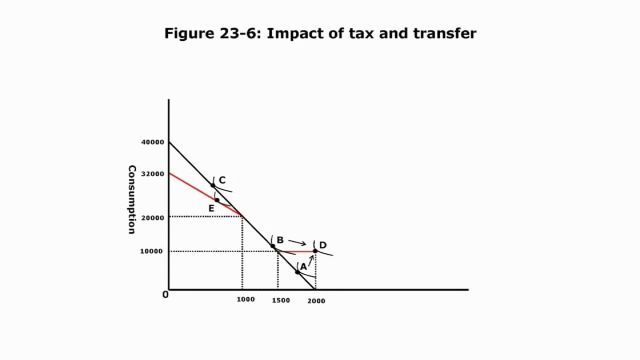 Figure 23-6: Impact of tax and transfer
40000
C
32000
Consumption
E
20000
B
D
10000
A
0
1000
1500
2000